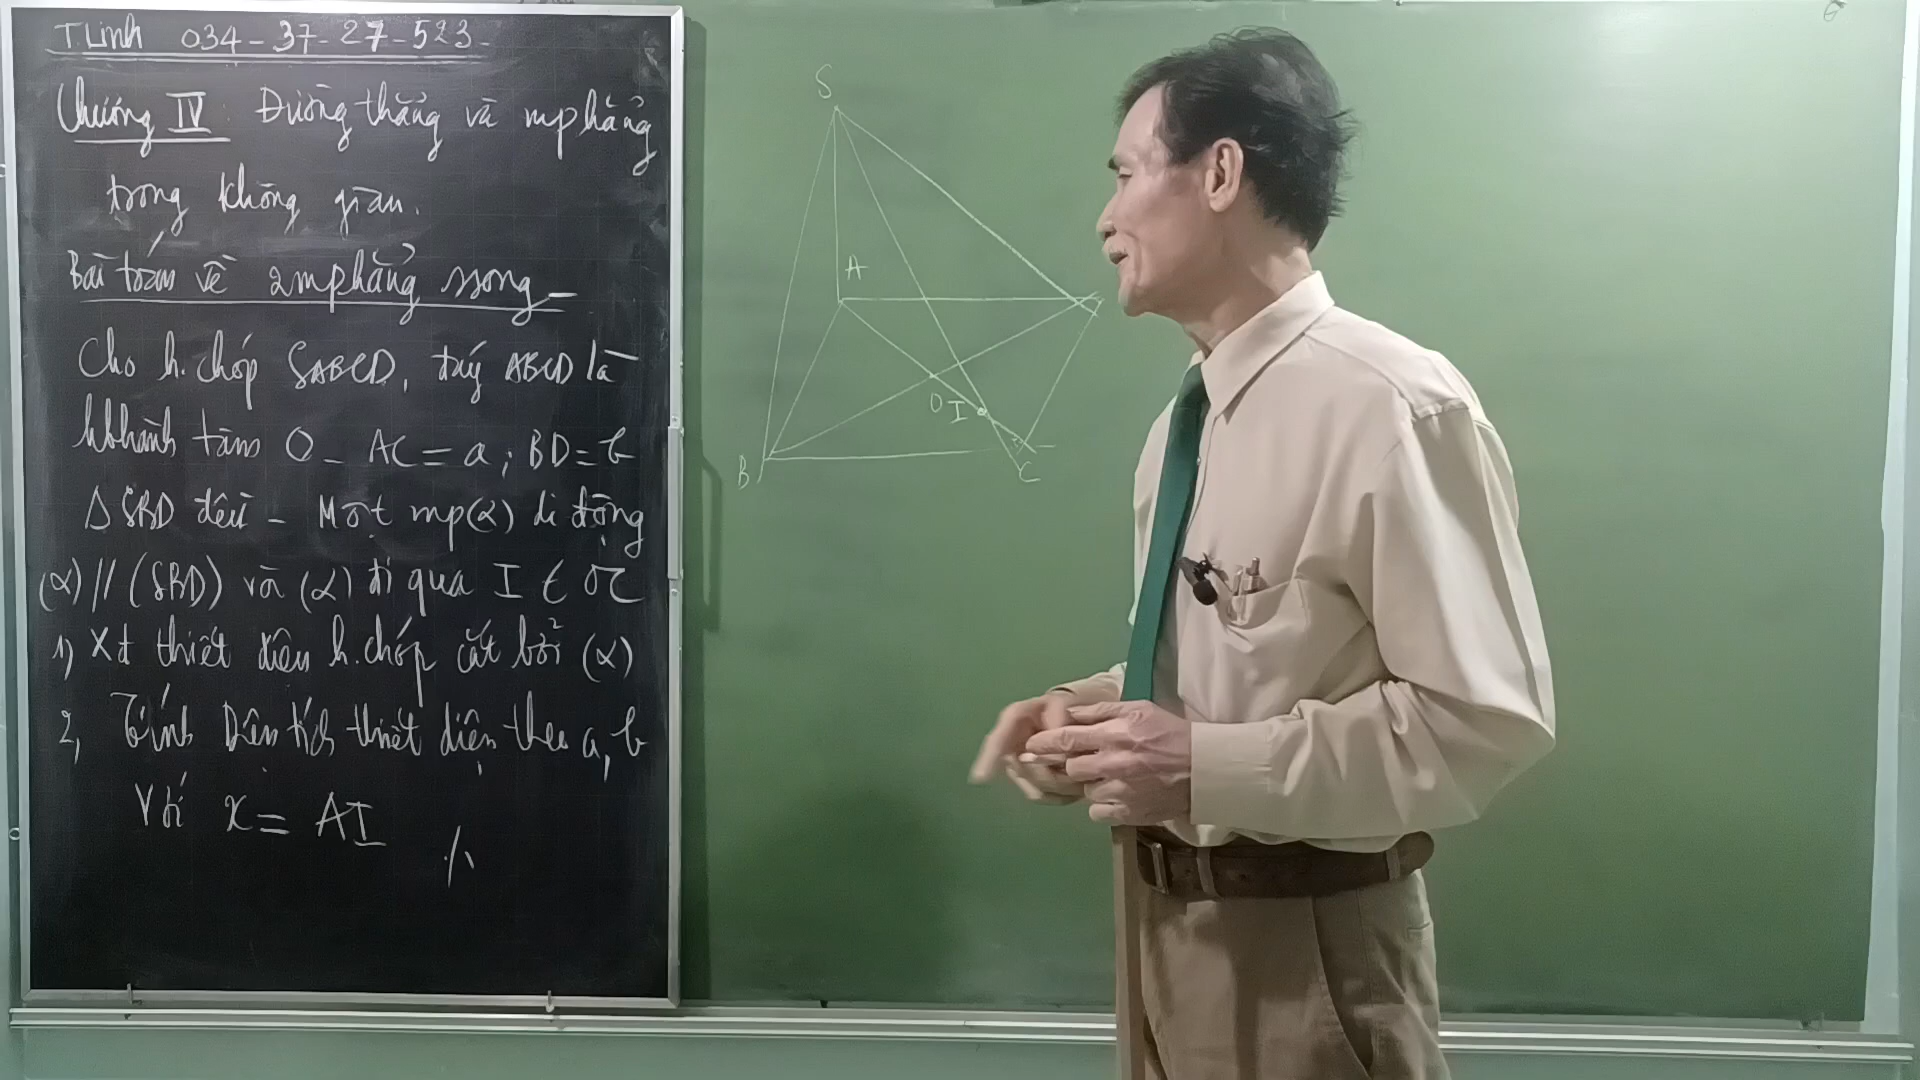 T.Linh 034-37-27-523-
Chương IV: Đường thẳng và mphẳng
trong không gian.
Bài toán về 2mphẳng ssong-
Cho h.chóp SABCD, đáy ABCD là
hbhành tâm O - AC = a; BD = b
Δ SBD đều - Một mp(α) di động
(α) // (SBD) và (α) đi qua I ∈ OC
1) Xđ thiết diện h.chóp cắt bởi (α)
2, Tính Diện tích thiết diện theo a, b
Với x = AI
S
A
O I
B
C